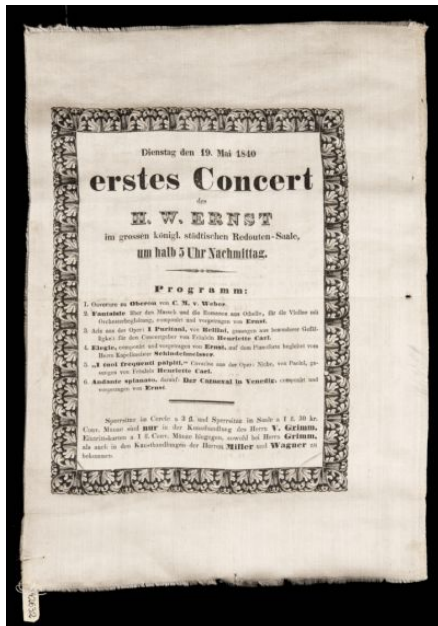 Dienstag den 19. Mai 1840
erstes Concert
des
H. W. ERNST
im grossen königl. städtischen Redouten-Saale,
um halb 5 Uhr Nachmittag.
Programm:
1. Ouverture zu Oberon von C. M. v. Weber.
2. Fantaisie über den Marsch und die Romanze aus Othello, für die Violine mit
Orchesterbegleitung, componirt und vorgetragen von Ernst.
3. Arie aus der Oper: I Puritani, von Bellini, gesungen aus besonderer Gefäl-
ligkeit für den Concertgeber von Fräulein Henriette Carl.
4. Elegie, componirt und vorgetragen von Ernst, auf dem Pianoforte begleitet von
Herrn Kapellmeister Schindelmeisser.
5. „I tuoi frequenti palpiti,“ Cavatine aus der Oper: Niobe, von Pacini, ge-
sungen von Fräulein Henriette Carl.
6. Andante spianato, Der Carneval in Venedig; componirt und
vorgetragen von Ernst.
Sperrsitze im Cercle a 3 fl. und Sperrsitze im Saale a 1 fl. 30 kr.
Conv. Münze sind nur in der Kunsthandlung des Herrn V. Grimm,
Eintrittskarten a 1 fl. Conv. Münze hingegen, sowohl bei Herrn Grimm,
als auch in den Kunsthandlungen der Herren Miller und Wagner zu
bekommen.